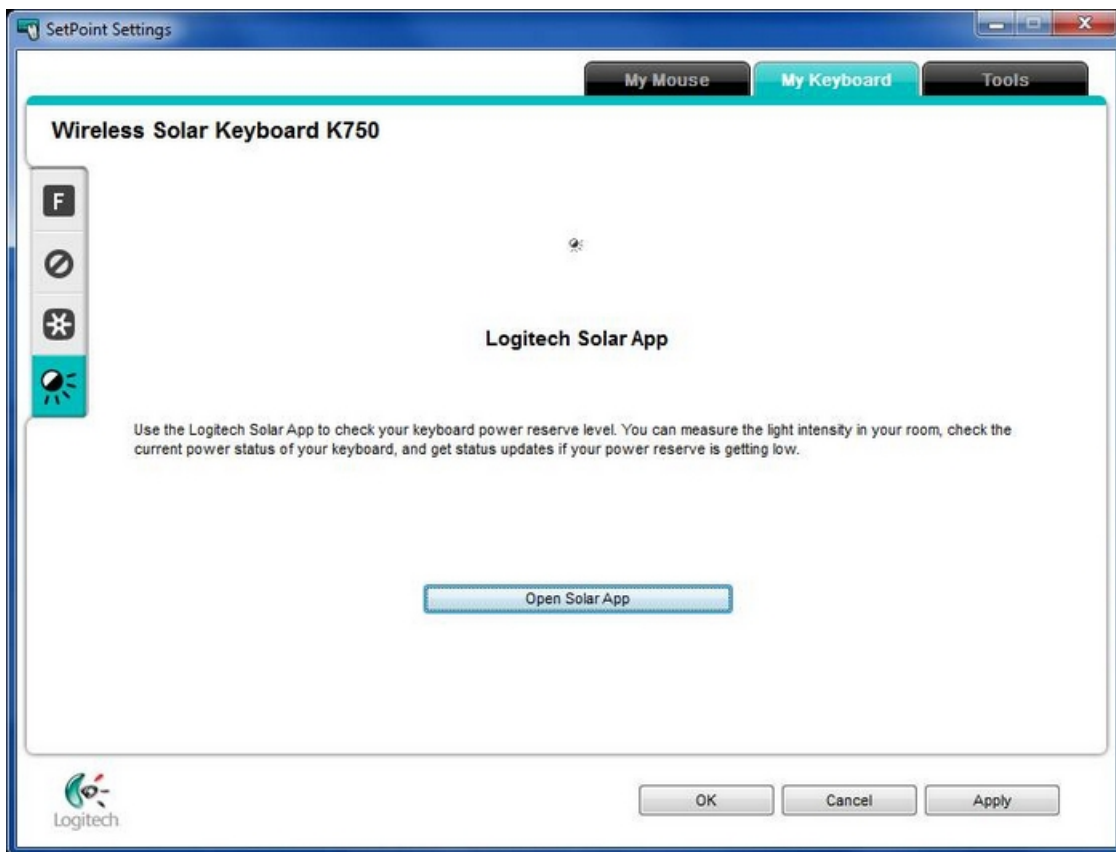 SetPoint Settings
My Mouse
My Keyboard
Tools
Wireless Solar Keyboard K750
F
Logitech Solar App
Use the Logitech Solar App to check your keyboard power reserve level. You can measure the light intensity in your room, check the
current power status of your keyboard, and get status updates if your power reserve is getting low.
Open Solar App
Logitech
OK
Cancel
Apply